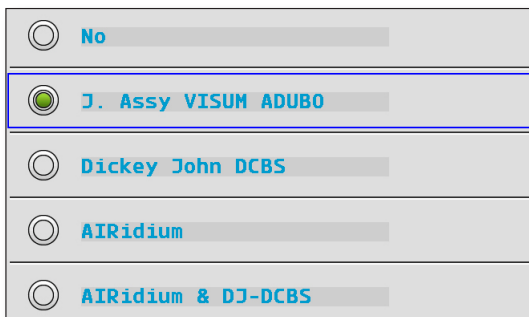 No
J. Assy VISUM ADUBO
Dickey John DCBS
AIRidium
AIRidium & DJ-DCBS